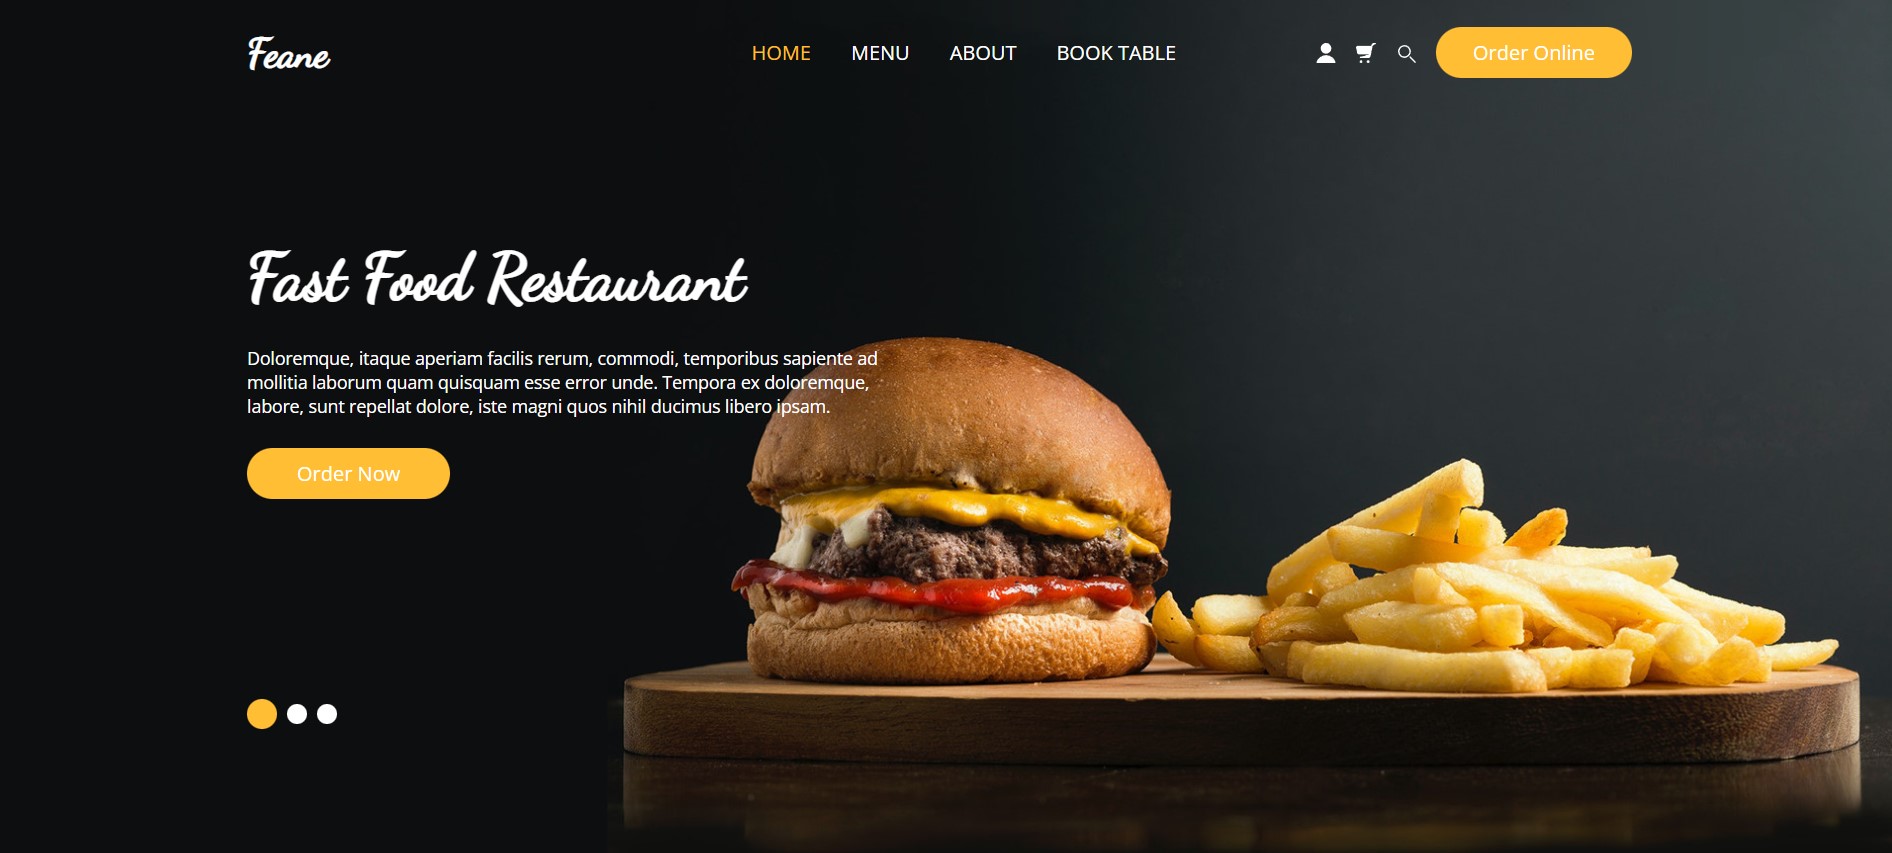 Feane
HOME MENU ABOUT BOOK TABLE Order Online
Fast Food Restaurant
Doloremque, itaque aperiam facilis rerum, commodi, temporibus sapiente ad
mollitia laborum quam quisquam esse error unde. Tempora ex doloremque,
labore, sunt repellat dolore, iste magni quos nihil ducimus libero ipsam.
Order Now